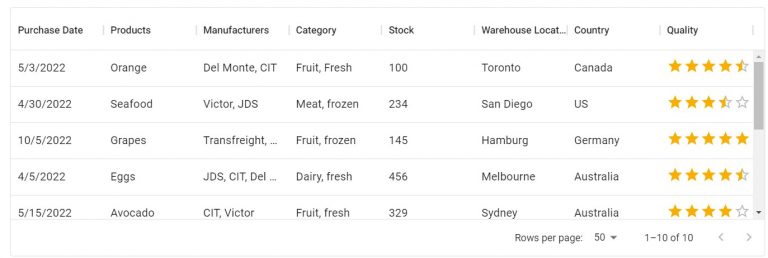 Purchase Date Products Manufacturers Category Stock Warehouse Locat... Country Quality
5/3/2022 Orange Del Monte, CIT Fruit, Fresh 100 Toronto Canada
4/30/2022 Seafood Victor, JDS Meat, frozen 234 San Diego US
10/5/2022 Grapes Transfreight, ... Fruit, frozen 145 Hamburg Germany
4/5/2022 Eggs JDS, CIT, Del ... Dairy, fresh 456 Melbourne Australia
5/15/2022 Avocado CIT, Victor Fruit, fresh 329 Sydney Australia
Rows per page: 50 1–10 of 10